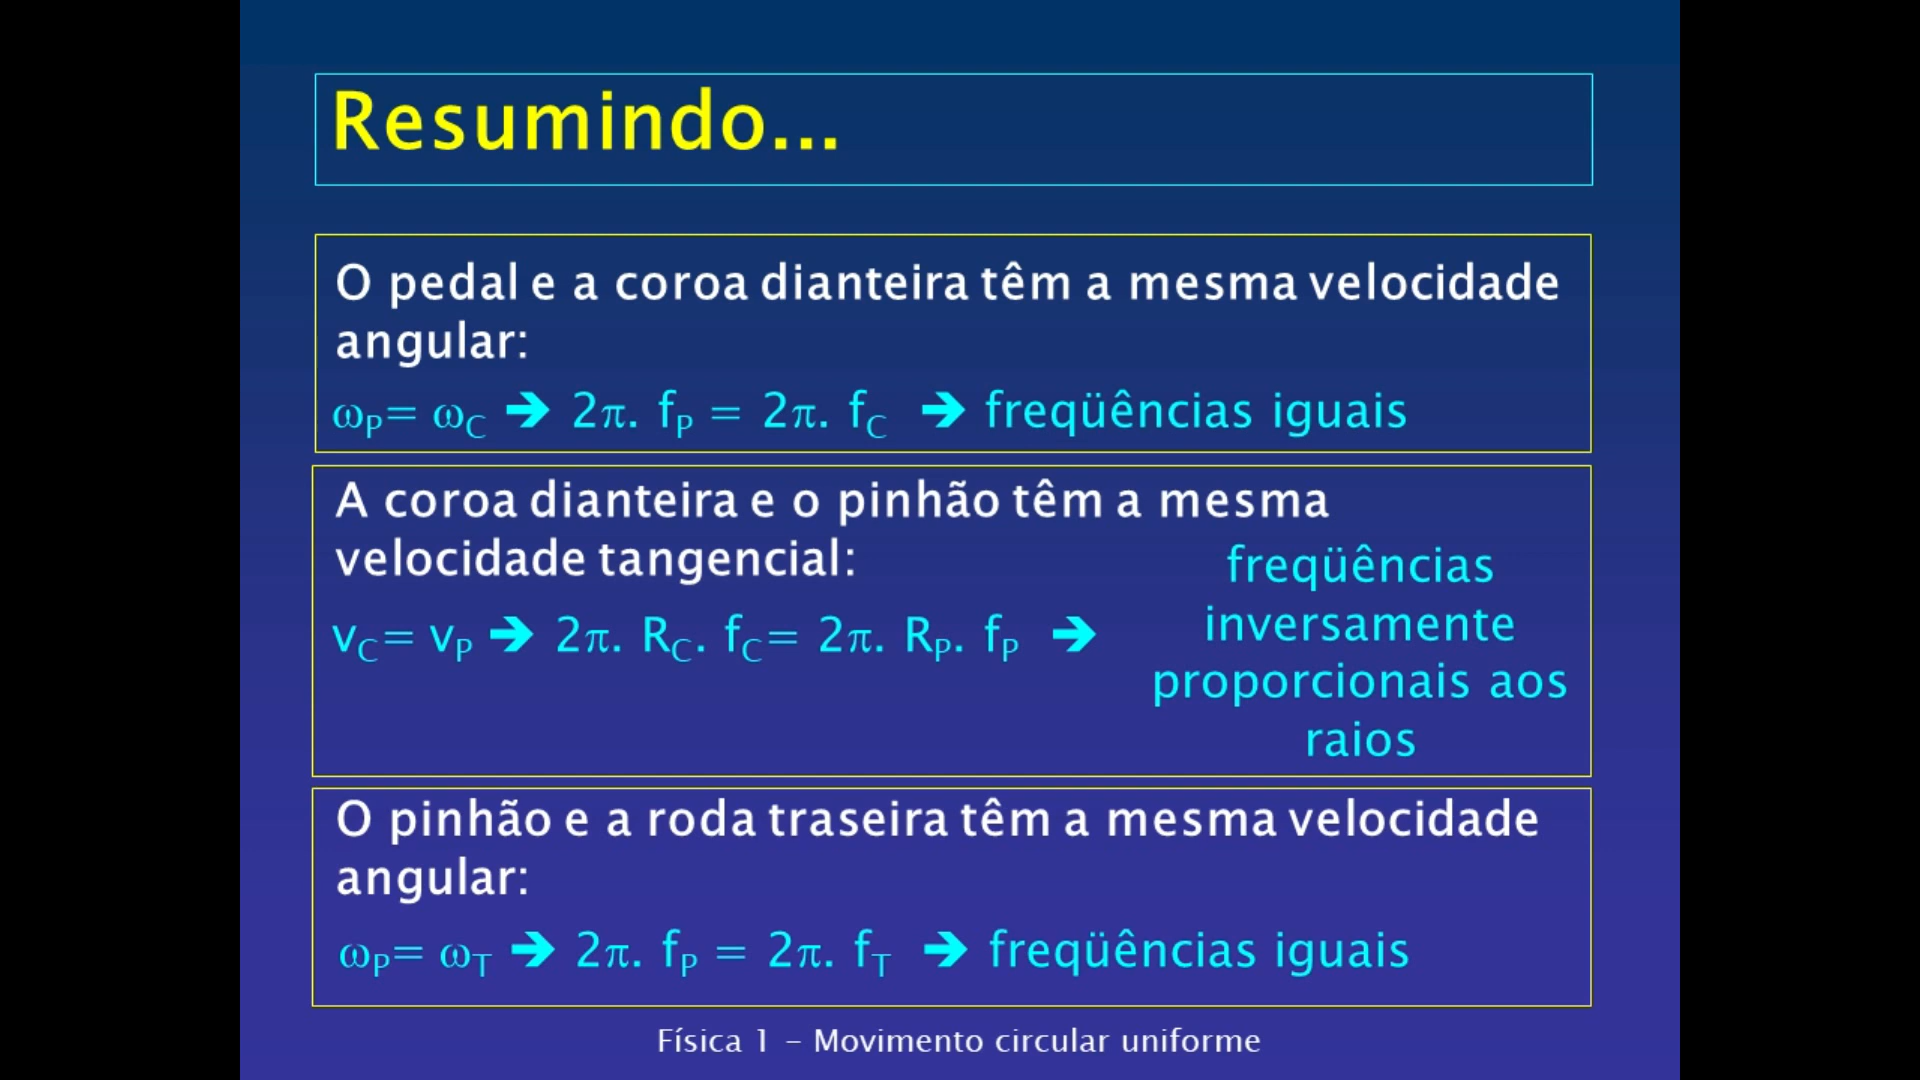 Resumindo...
O pedal e a coroa dianteira têm a mesma velocidade
angular:
ωP= ωC ➔ 2π. fP = 2π. fC ➔ freqüências iguais
A coroa dianteira e o pinhão têm a mesma
velocidade tangencial:
vC= vP ➔ 2π. RC. fC= 2π. RP. fP ➔
freqüências
inversamente
proporcionais aos
raios
O pinhão e a roda traseira têm a mesma velocidade
angular:
ωP= ωT ➔ 2π. fP = 2π. fT ➔ freqüências iguais
Física 1 – Movimento circular uniforme